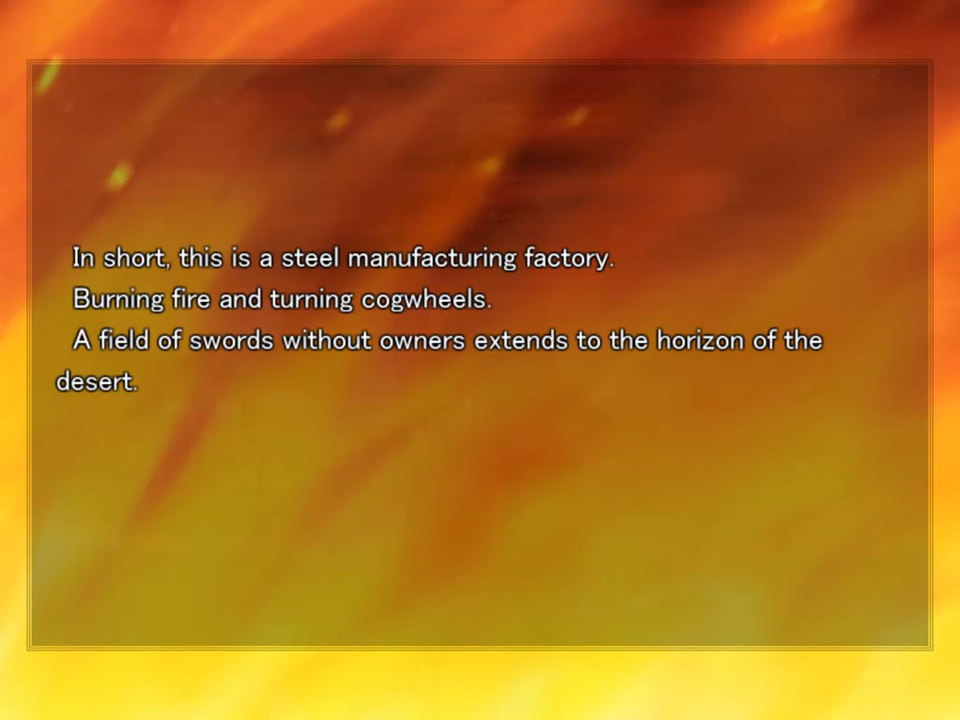 In short, this is a steel manufacturing factory.
Burning fire and turning cogwheels.
A field of swords without owners extends to the horizon of the
desert.